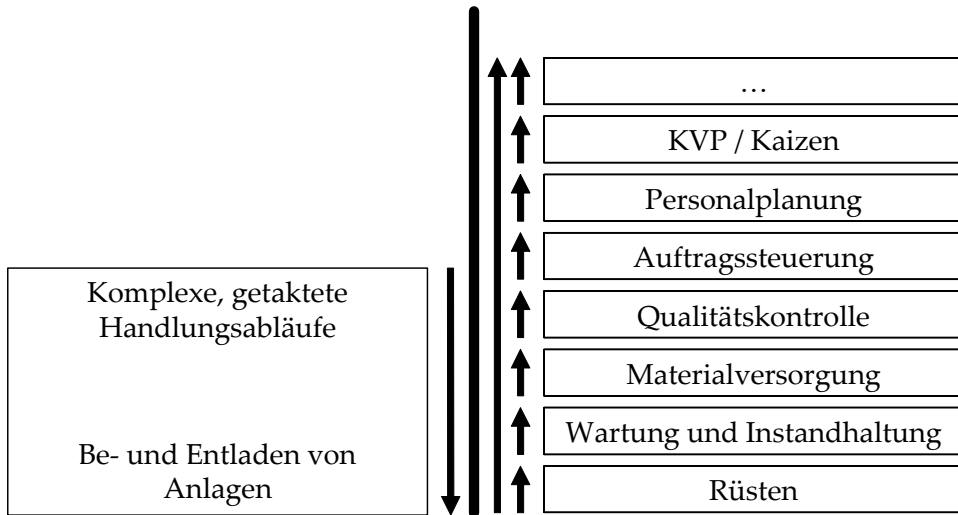 Komplexe, getaktete
Handlungsabläufe
Be- und Entladen von
Anlagen
…
KVP / Kaizen
Personalplanung
Auftragssteuerung
Qualitätskontrolle
Materialversorgung
Wartung und Instandhaltung
Rüsten